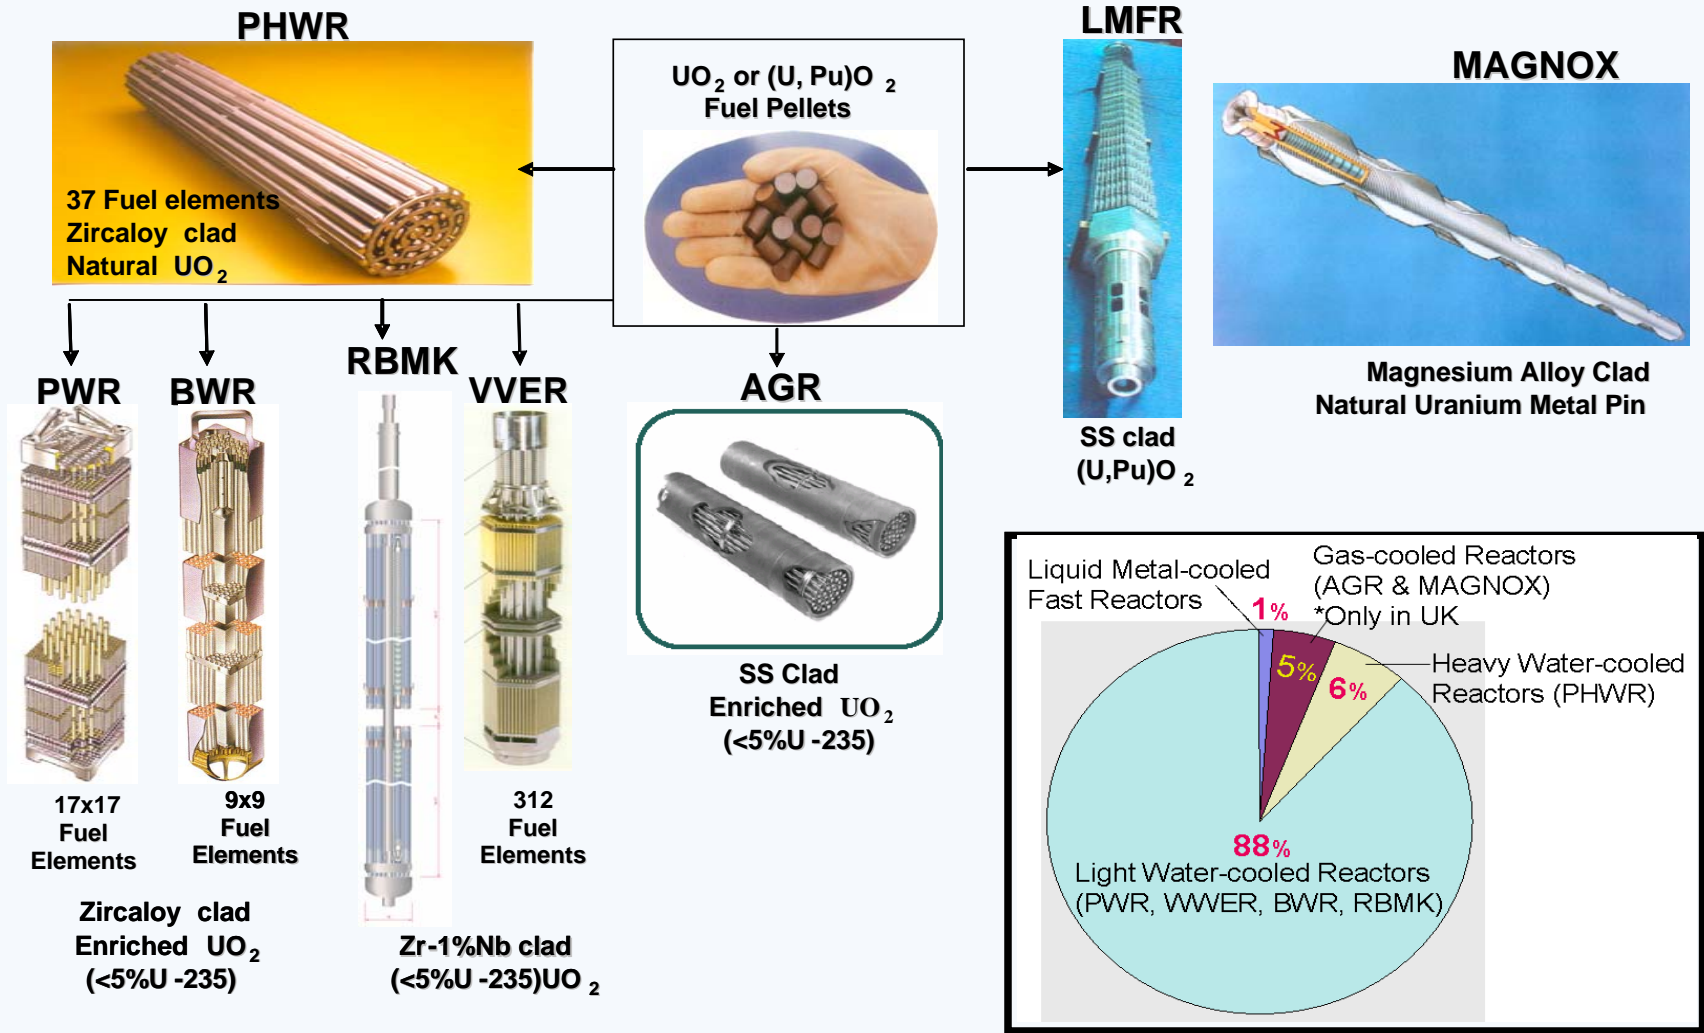 PHWR
37 Fuel elements
Zircaloy clad
Natural UO2
UO2 or (U, Pu)O 2
Fuel Pellets
LMFR
SS clad
(U,Pu)O 2
MAGNOX
Magnesium Alloy Clad
Natural Uranium Metal Pin
PWR
17x17
Fuel
Elements
BWR
9x9
Fuel
Elements
Zircaloy clad
Enriched UO2
(<5%U -235)
RBMK
VVER
312
Fuel
Elements
Zr-1%Nb clad
(<5%U -235)UO 2
AGR
SS Clad
Enriched UO2
(<5%U -235)
Liquid Metal-cooled
Fast Reactors
1%
Gas-cooled Reactors
(AGR & MAGNOX)
*Only in UK
5%
6%
Heavy Water-cooled
Reactors (PHWR)
88%
Light Water-cooled Reactors
(PWR, WWER, BWR, RBMK)